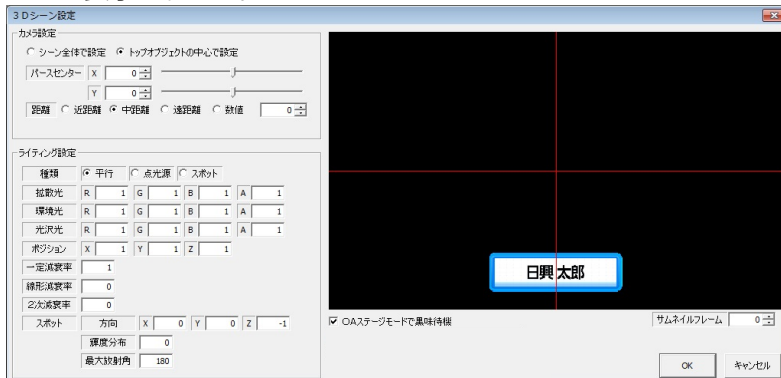 3Dシーン設定
カメラ設定
シーン全体で設定 トップオブジェクトの中心で設定
パースセンター X 0
Y 0
距離 近距離 中距離 遠距離 数値 0
ライティング設定
種類 平行 点光源 スポット
拡散光 R 1 G 1 B 1 A 1
環境光 R 1 G 1 B 1 A 1
光沢光 R 1 G 1 B 1 A 1
ポジション X 1 Y 1 Z 1
一定減衰率 1
線形減衰率 0
2次減衰率 0
スポット 方向 X 0 Y 0 Z -1
輝度分布 0
最大放射角 180
日興 太郎
OAステージモードで黒味待機
サムネイルフレーム 0
OK キャンセル